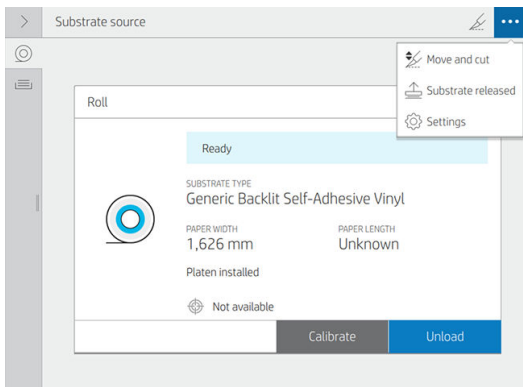 Substrate source
Move and cut
Substrate released
Settings
Roll
Ready
SUBSTRATE TYPE
Generic Backlit Self-Adhesive Vinyl
PAPER WIDTH PAPER LENGTH
1,626 mm Unknown
Platen installed
Not available
Calibrate Unload